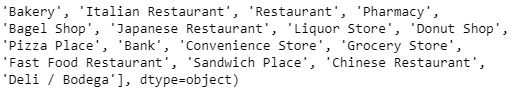 'Bakery', 'Italian Restaurant', 'Restaurant', 'Pharmacy',
'Bagel Shop', 'Japanese Restaurant', 'Liquor Store', 'Donut Shop',
'Pizza Place', 'Bank', 'Convenience Store', 'Grocery Store',
'Fast Food Restaurant', 'Sandwich Place', 'Chinese Restaurant',
'Deli / Bodega'], dtype=object)